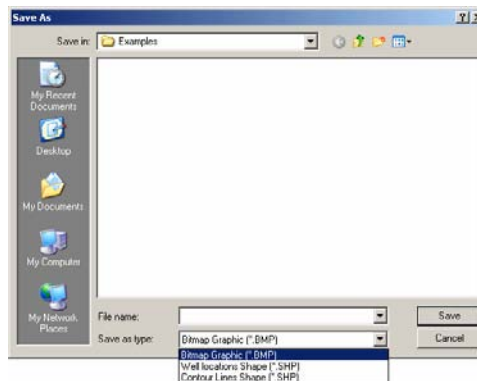 Save As
Save in: Examples
My Recent
Documents
Desktop
My Documents
My Computer
My Network
Places
File name:
Save
Save as type: Bitmap Graphic (*.BMP)
Cancel
Bitmap Graphic (*.BMP)
Well locations Shape (*.SHP)
Contour Lines Shape (*.SHP)